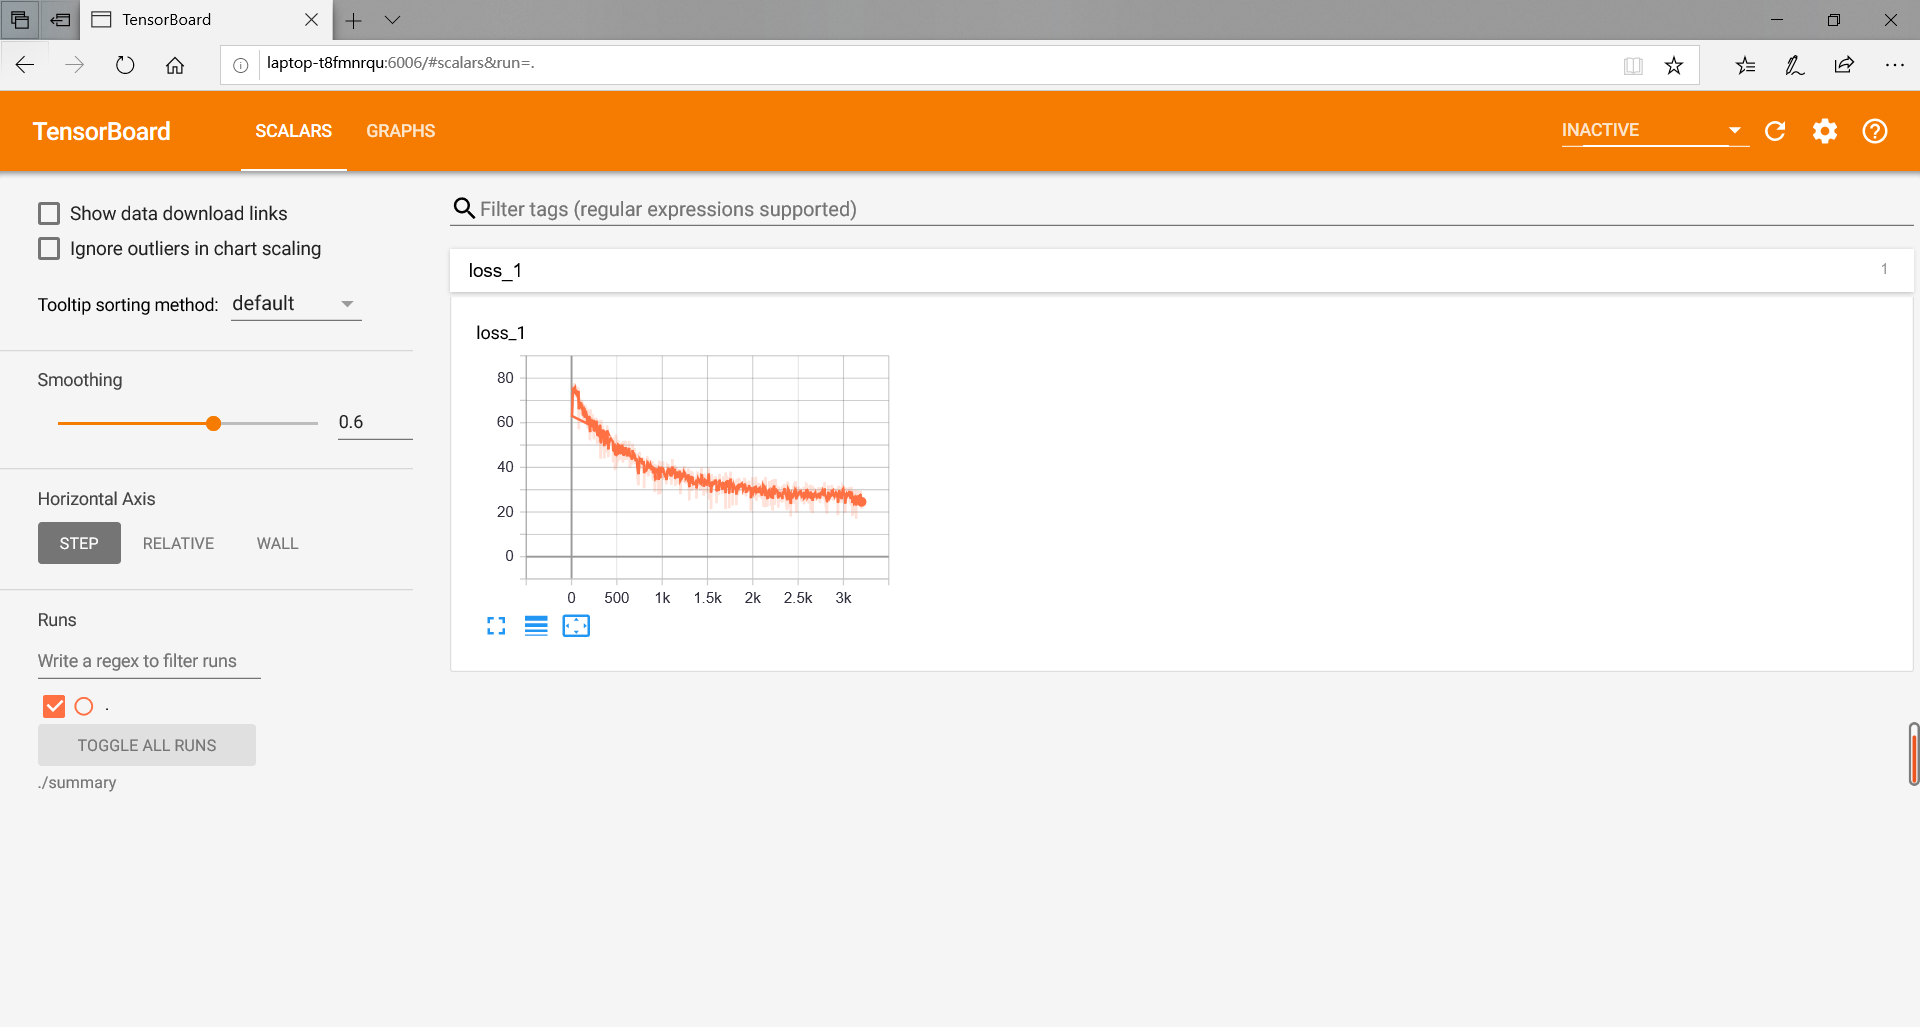 TensorBoard
laptop-t8fmnrqu:6006/#scalars&run=.
TensorBoard
SCALARS
GRAPHS
INACTIVE
Show data download links
Ignore outliers in chart scaling
Tooltip sorting method: default
Smoothing
0.6
Horizontal Axis
STEP
RELATIVE
WALL
Runs
Write a regex to filter runs
.
TOGGLE ALL RUNS
./summary
Filter tags (regular expressions supported)
loss_1
1
loss_1
80
60
40
20
0
0 500 1k 1.5k 2k 2.5k 3k